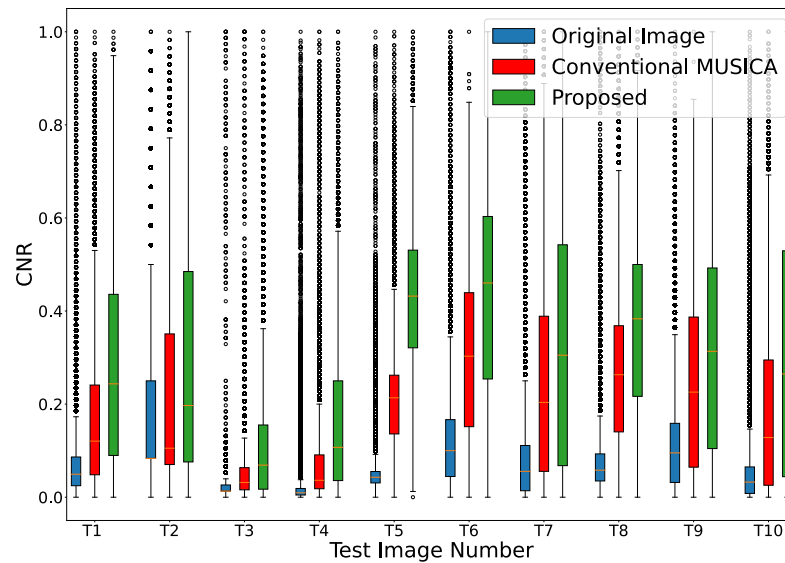 1.0
0.8
0.6
0.4
0.2
0.0
CNR
Original Image
Conventional MUSICA
Proposed
T1 T2 T3 T4 T5 T6 T7 T8 T9 T10
Test Image Number